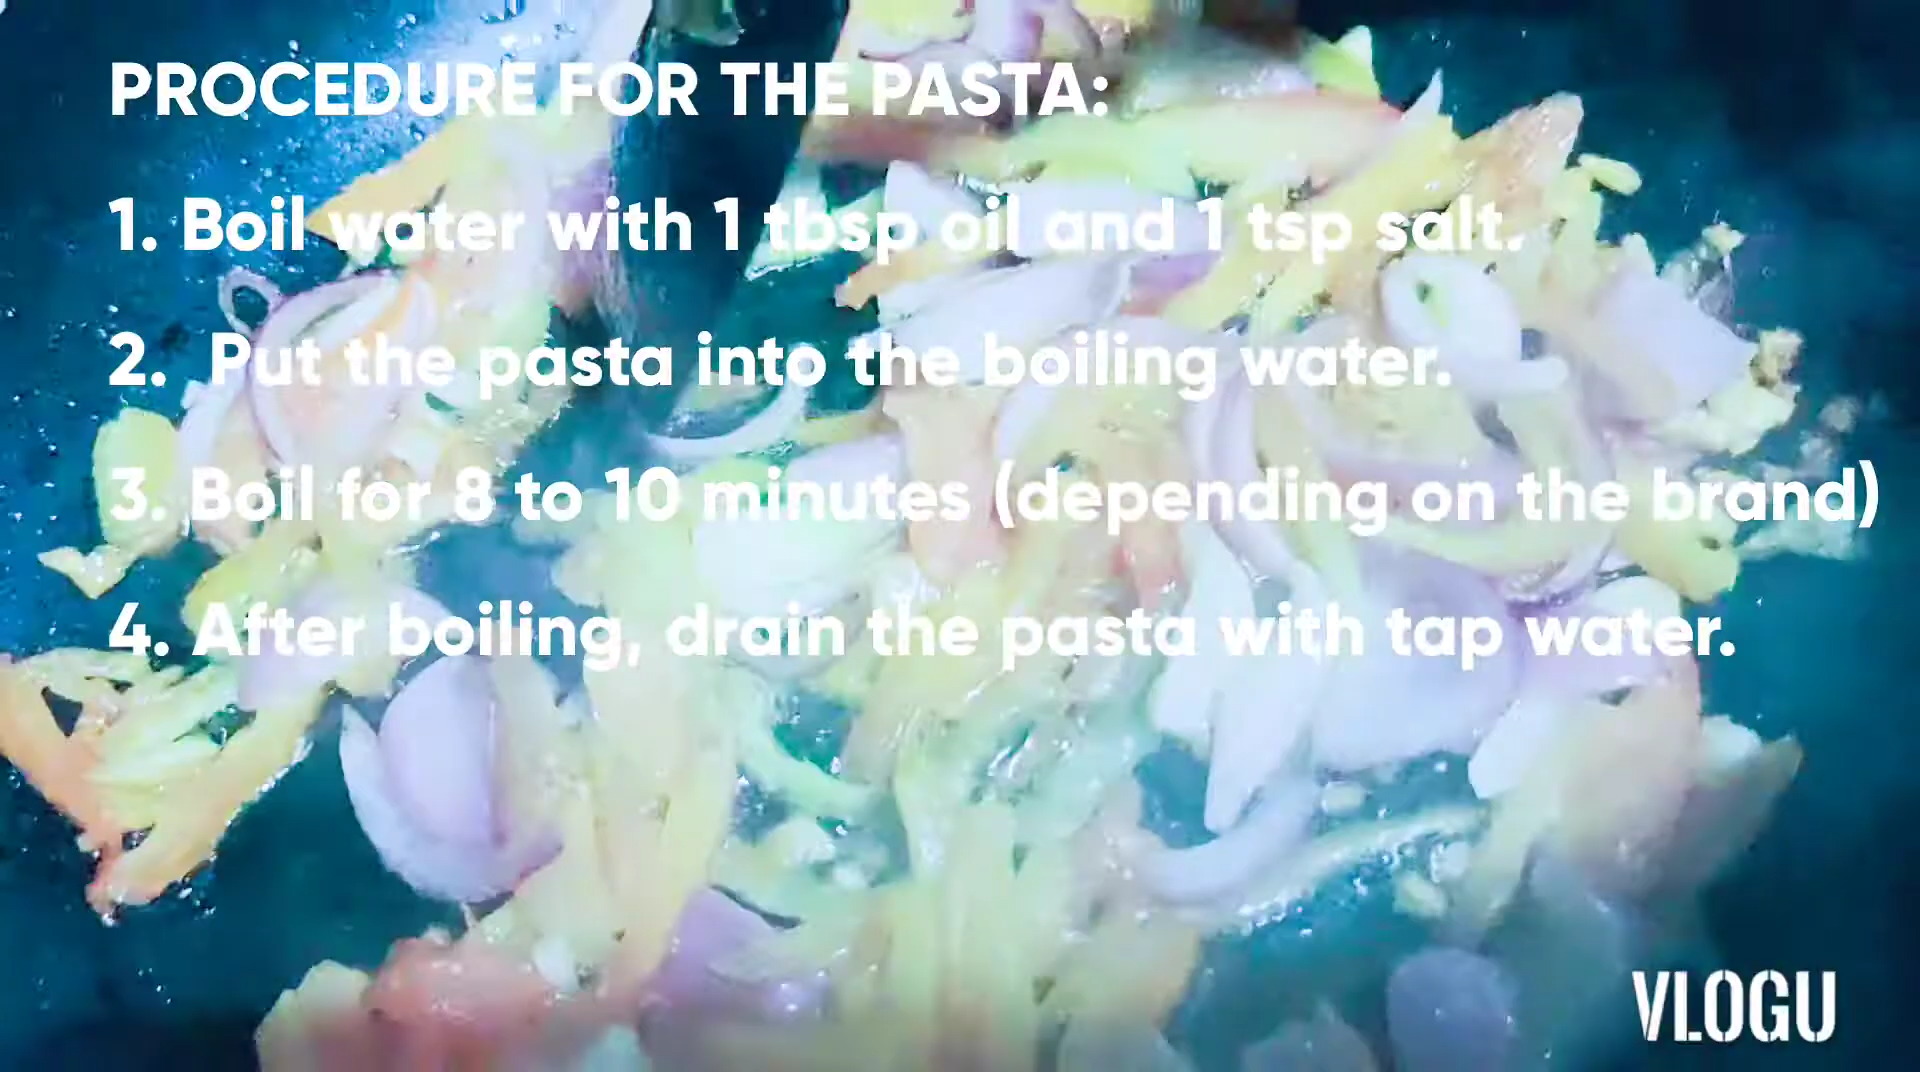 PROCEDURE FOR THE PASTA:
1. Boil water with 1 tbsp oil and 1 tsp salt.
2. Put the pasta into the boiling water.
3. Boil for 8 to 10 minutes (depending on the brand)
4. After boiling, drain the pasta with tap water.
VLOGU